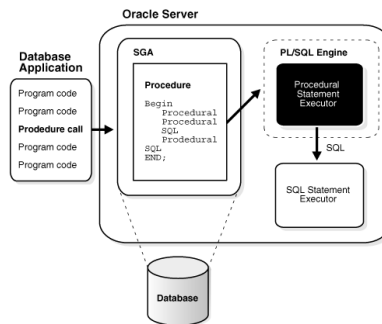 Oracle Server
Database
Application
Program code
Program code
Prodedure call
Program code
Program code
SGA
Procedure
Begin
Procedural
Procedural
SQL
Prodedural
SQL
END;
PL/SQL Engine
Procedural
Statement
Executor
SQL
SQL Statement
Executor
Database